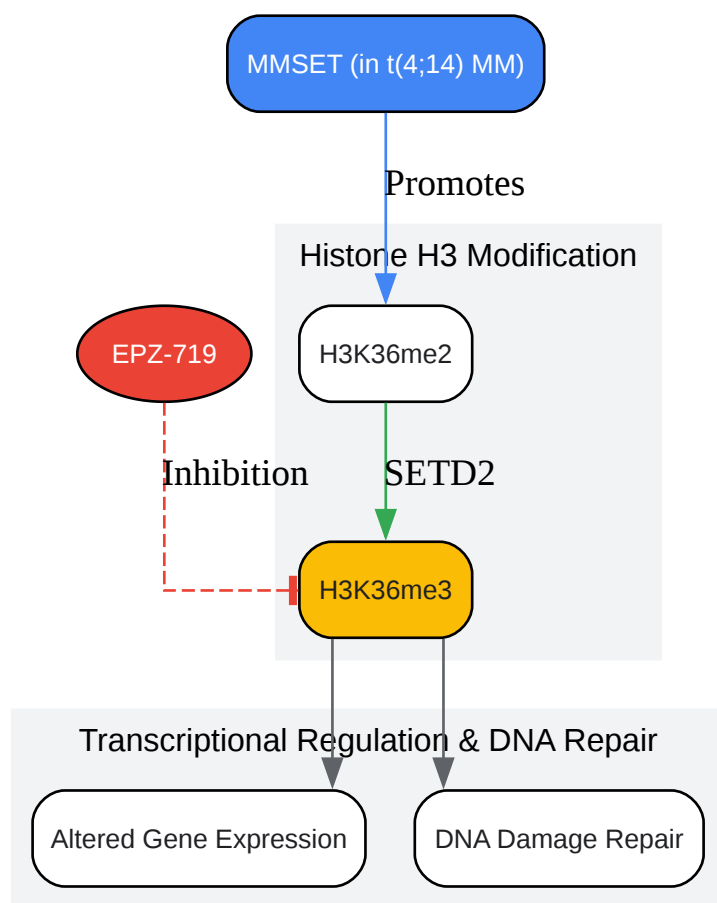 MMSET (in t(4;14) MM)
Promotes
Histone H3 Modification
EPZ-719
H3K36me2
Inhibition
SETD2
H3K36me3
Transcriptional Regulation & DNA Repair
Altered Gene Expression
DNA Damage Repair